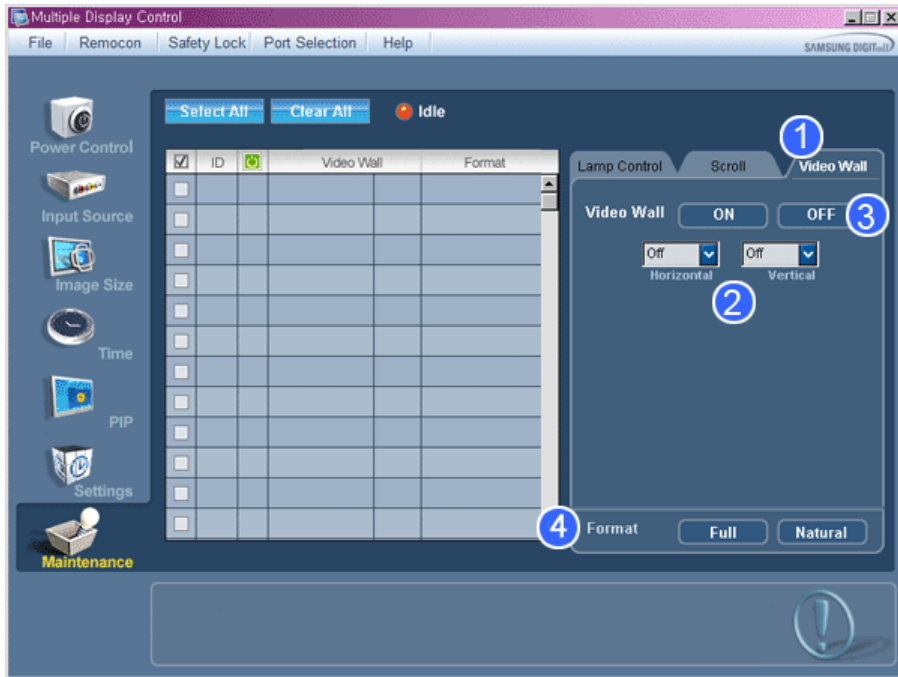 Multiple Display Control
File Remocon Safety Lock Port Selection Help
SAMSUNG DIGITall
Select All Clear All Idle
Power Control
Input Source
Image Size
Time
PIP
Settings
Maintenance
ID Video Wall Format
1
Lamp Control Scroll Video Wall
Video Wall ON OFF 3
Off Off
Horizontal Vertical
2
4 Format Full Natural